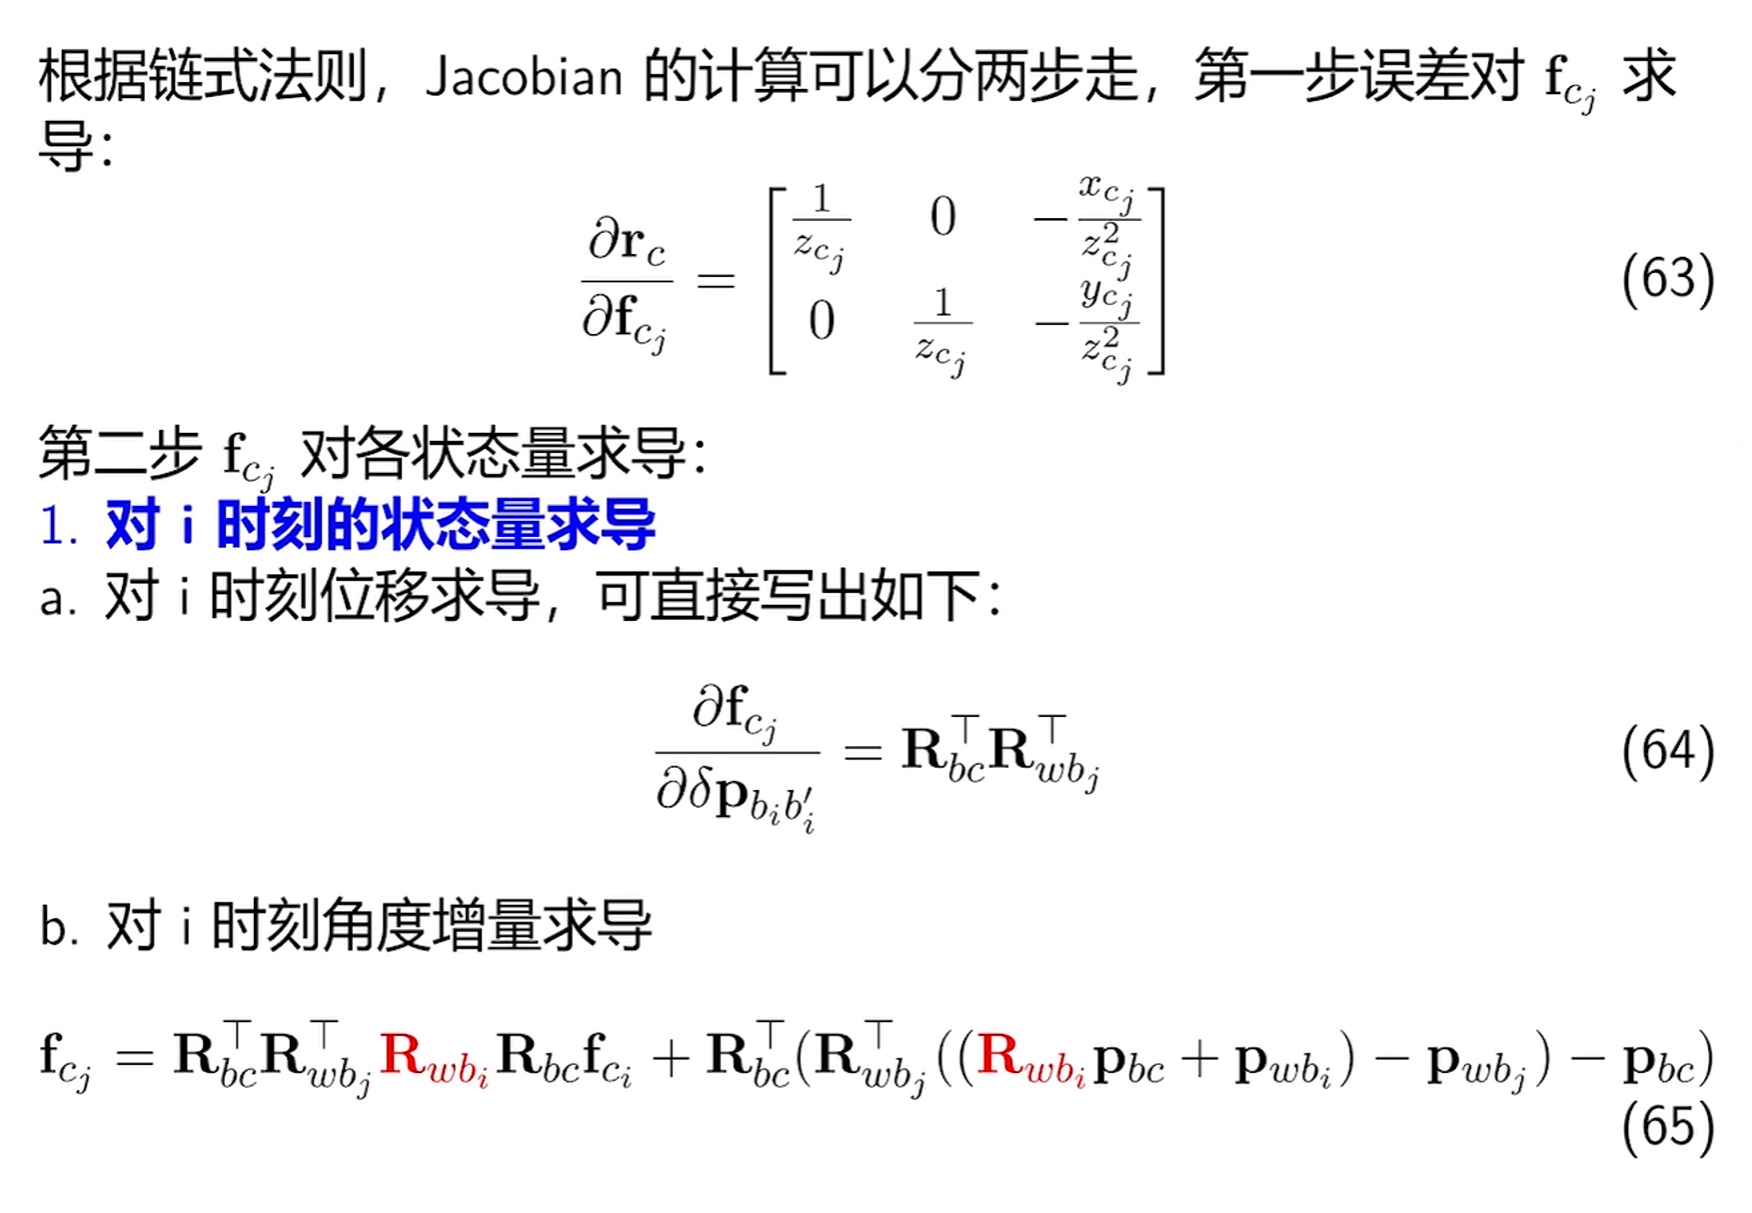 根据链式法则，Jacobian 的计算可以分两步走，第一步误差对 $\mathbf{f}_{c_j}$ 求
导：
$\frac{\partial \mathbf{r}_c}{\partial \mathbf{f}_{c_j}} = \begin{bmatrix} \frac{1}{z_{c_j}} & 0 & -\frac{x_{c_j}}{z_{c_j}^2} \\ 0 & \frac{1}{z_{c_j}} & -\frac{y_{c_j}}{z_{c_j}^2} \end{bmatrix}$ (63)
第二步 $\mathbf{f}_{c_j}$ 对各状态量求导：
1. 对 i 时刻的状态量求导
a. 对 i 时刻位移求导，可直接写出如下：
$\frac{\partial \mathbf{f}_{c_j}}{\partial \delta \mathbf{p}_{b_i b_i'}} = \mathbf{R}_{bc}^{\top} \mathbf{R}_{wb_j}^{\top}$ (64)
b. 对 i 时刻角度增量求导
$\mathbf{f}_{c_j} = \mathbf{R}_{bc}^{\top} \mathbf{R}_{wb_j}^{\top} \mathbf{R}_{wb_i} \mathbf{R}_{bc} \mathbf{f}_{c_i} + \mathbf{R}_{bc}^{\top} (\mathbf{R}_{wb_j}^{\top} ((\mathbf{R}_{wb_i} \mathbf{p}_{bc} + \mathbf{p}_{wb_i}) - \mathbf{p}_{wb_j}) - \mathbf{p}_{bc})$
(65)